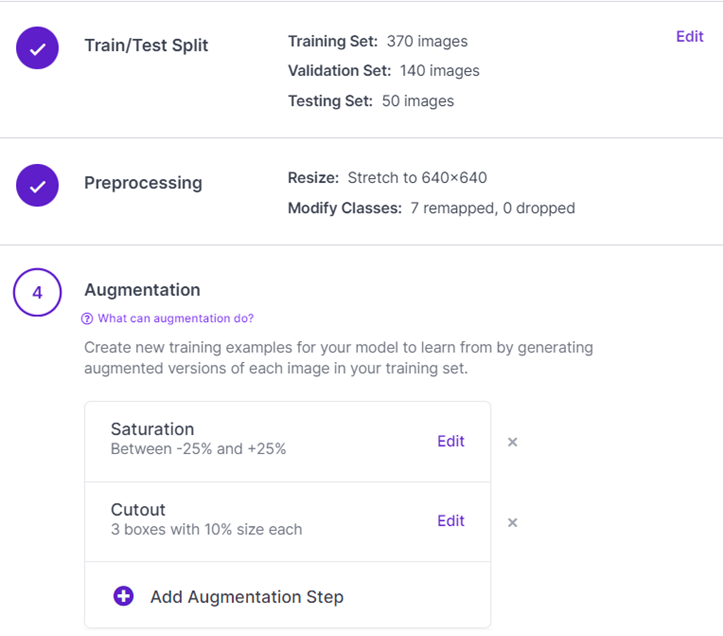 Train/Test Split
Training Set: 370 images
Edit
Validation Set: 140 images
Testing Set: 50 images
Preprocessing
Resize: Stretch to 640×640
Modify Classes: 7 remapped, 0 dropped
4
Augmentation
? What can augmentation do?
Create new training examples for your model to learn from by generating
augmented versions of each image in your training set.
Saturation
Between -25% and +25%
Edit
×
Cutout
3 boxes with 10% size each
Edit
×
Add Augmentation Step